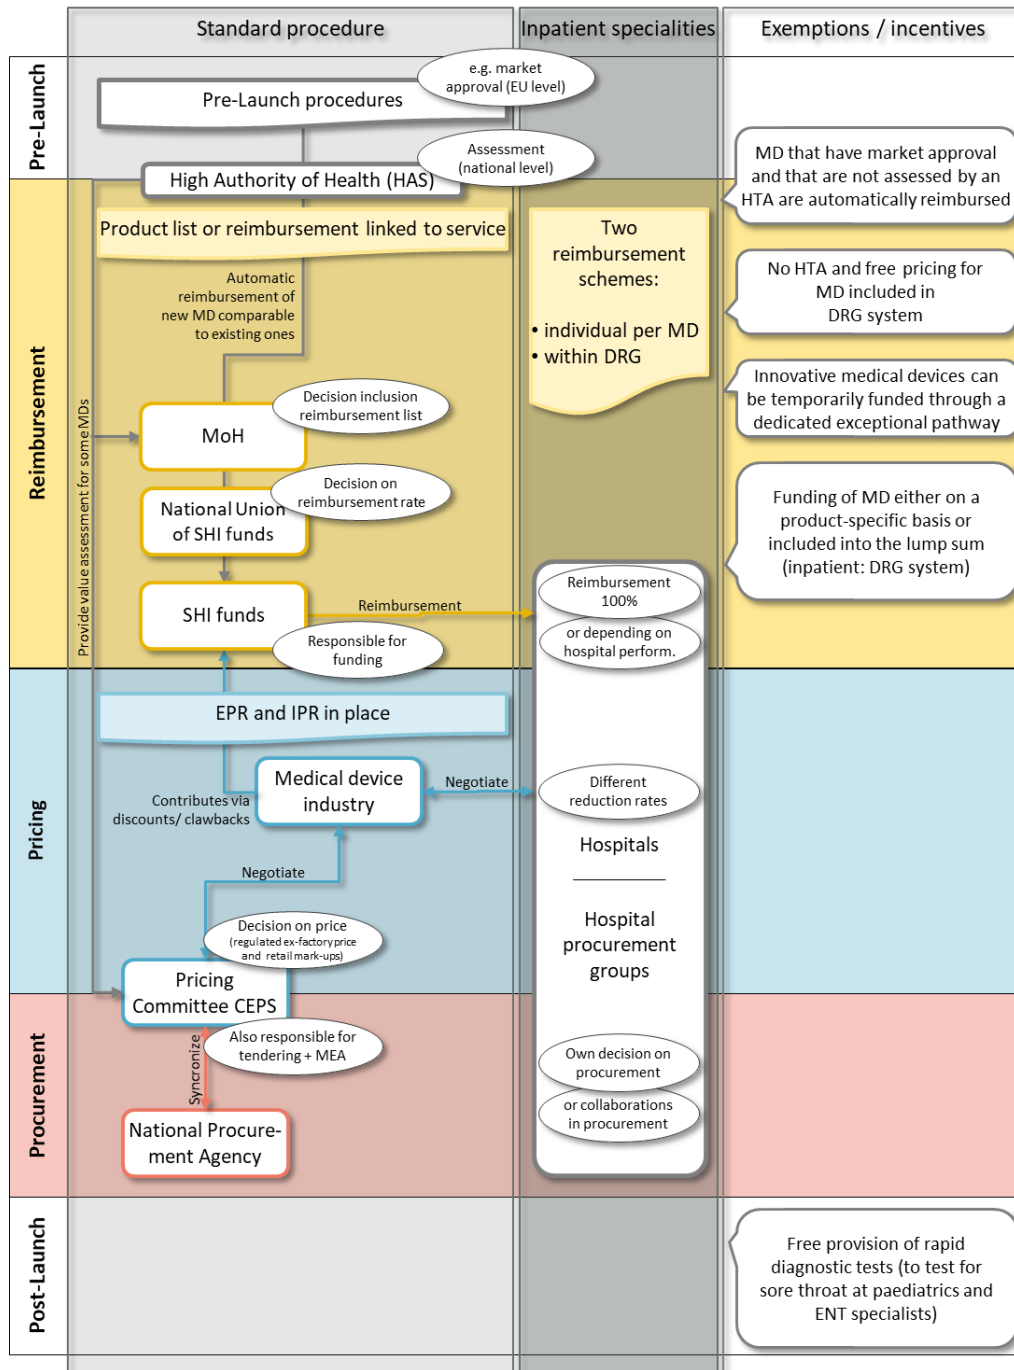 Standard procedure
Inpatient specialities
Exemptions / incentives
Pre-Launch
Pre-Launch procedures
e.g. market
approval (EU level)
High Authority of Health (HAS)
Assessment
(national level)
MD that have market approval
and that are not assessed by an
HTA are automatically reimbursed
Reimbursement
Product list or reimbursement linked to service
Automatic
reimbursement of
new MD comparable
to existing ones
Two
reimbursement
schemes:
• individual per MD
• within DRG
No HTA and free pricing for
MD included in
DRG system
Innovative medical devices can
be temporarily funded through a
dedicated exceptional pathway
Provide value assessment for some MDs
MoH
Decision inclusion
reimbursement list
National Union
of SHI funds
Decision on
reimbursement rate
Funding of MD either on a
product-specific basis or
included into the lump sum
(inpatient: DRG system)
SHI funds
Reimbursement
Responsible for
funding
Reimbursement
100%
or depending on
hospital perform.
Pricing
EPR and IPR in place
Medical device
industry
Negotiate
Different
reduction rates
Contributes via
discounts/ clawbacks
Hospitals
Hospital
procurement
groups
Negotiate
Decision on price
(regulated ex-factory price
and retail mark-ups)
Pricing
Committee CEPS
Procurement
Also responsible for
tendering + MEA
Syncronize
National Procure-
ment Agency
Own decision on
procurement
or collaborations
in procurement
Post-Launch
Free provision of rapid
diagnostic tests (to test for
sore throat at paediatrics and
ENT specialists)